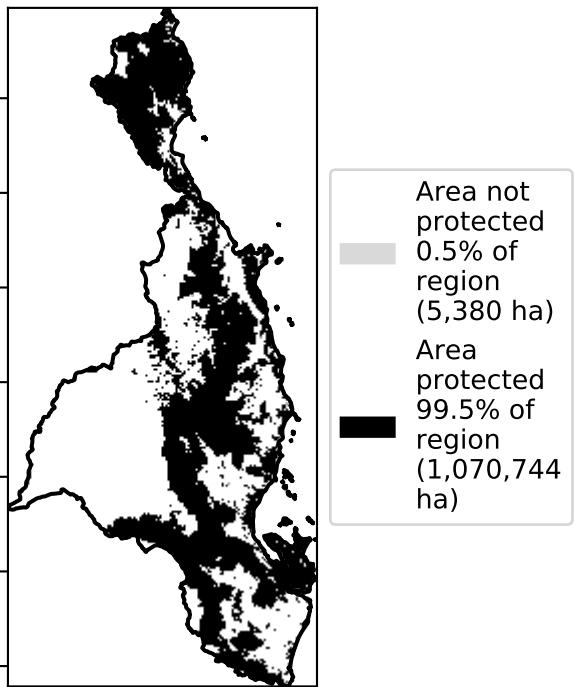 Area not
protected
0.5% of
region
(5,380 ha)
Area
protected
99.5% of
region
(1,070,744
ha)